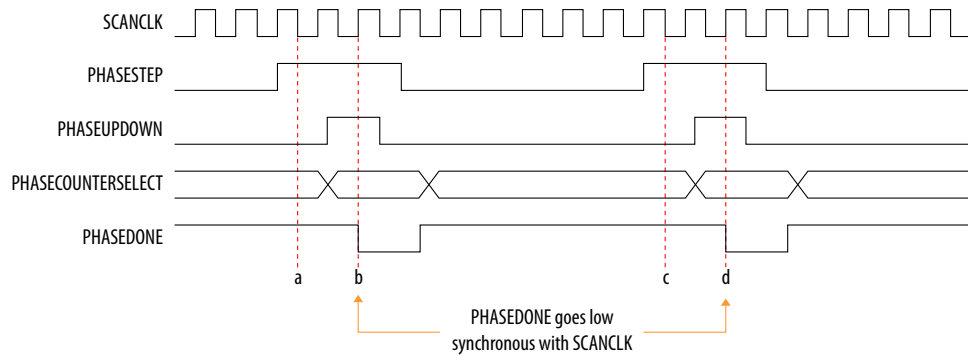 SCANCLK
PHASESTEP
PHASEUPDOWN
PHASECOUNTERSELECT
PHASEDONE
a b c d
PHASEDONE goes low
synchronous with SCANCLK